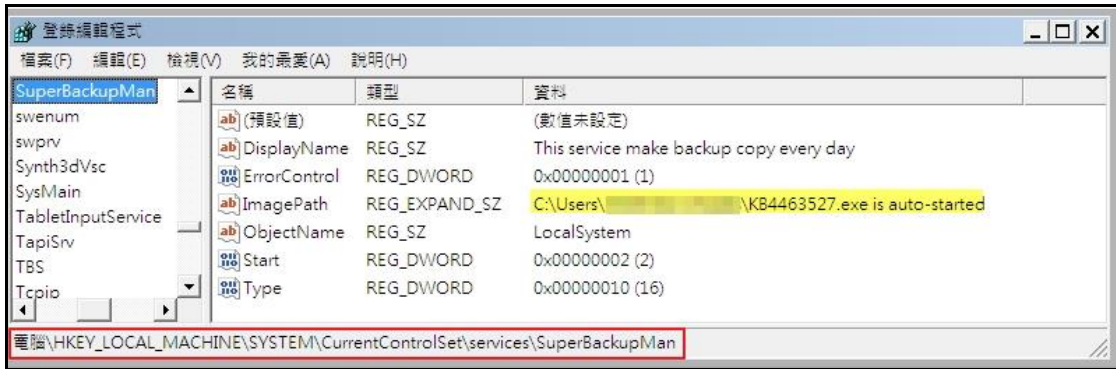 登錄編輯程式
檔案(F) 編輯(E) 檢視(V) 我的最愛(A) 說明(H)
SuperBackupMan
swenum
swprv
Synth3dVsc
SysMain
TabletInputService
TapiSrv
TBS
Tcpip
名稱 類型 資料
(預設值) REG_SZ (數值未設定)
DisplayName REG_SZ This service make backup copy every day
ErrorControl REG_DWORD 0x00000001 (1)
ImagePath REG_EXPAND_SZ C:\Users\ \KB4463527.exe is auto-started
ObjectName REG_SZ LocalSystem
Start REG_DWORD 0x00000002 (2)
Type REG_DWORD 0x00000010 (16)
電腦\HKEY_LOCAL_MACHINE\SYSTEM\CurrentControlSet\services\SuperBackupMan